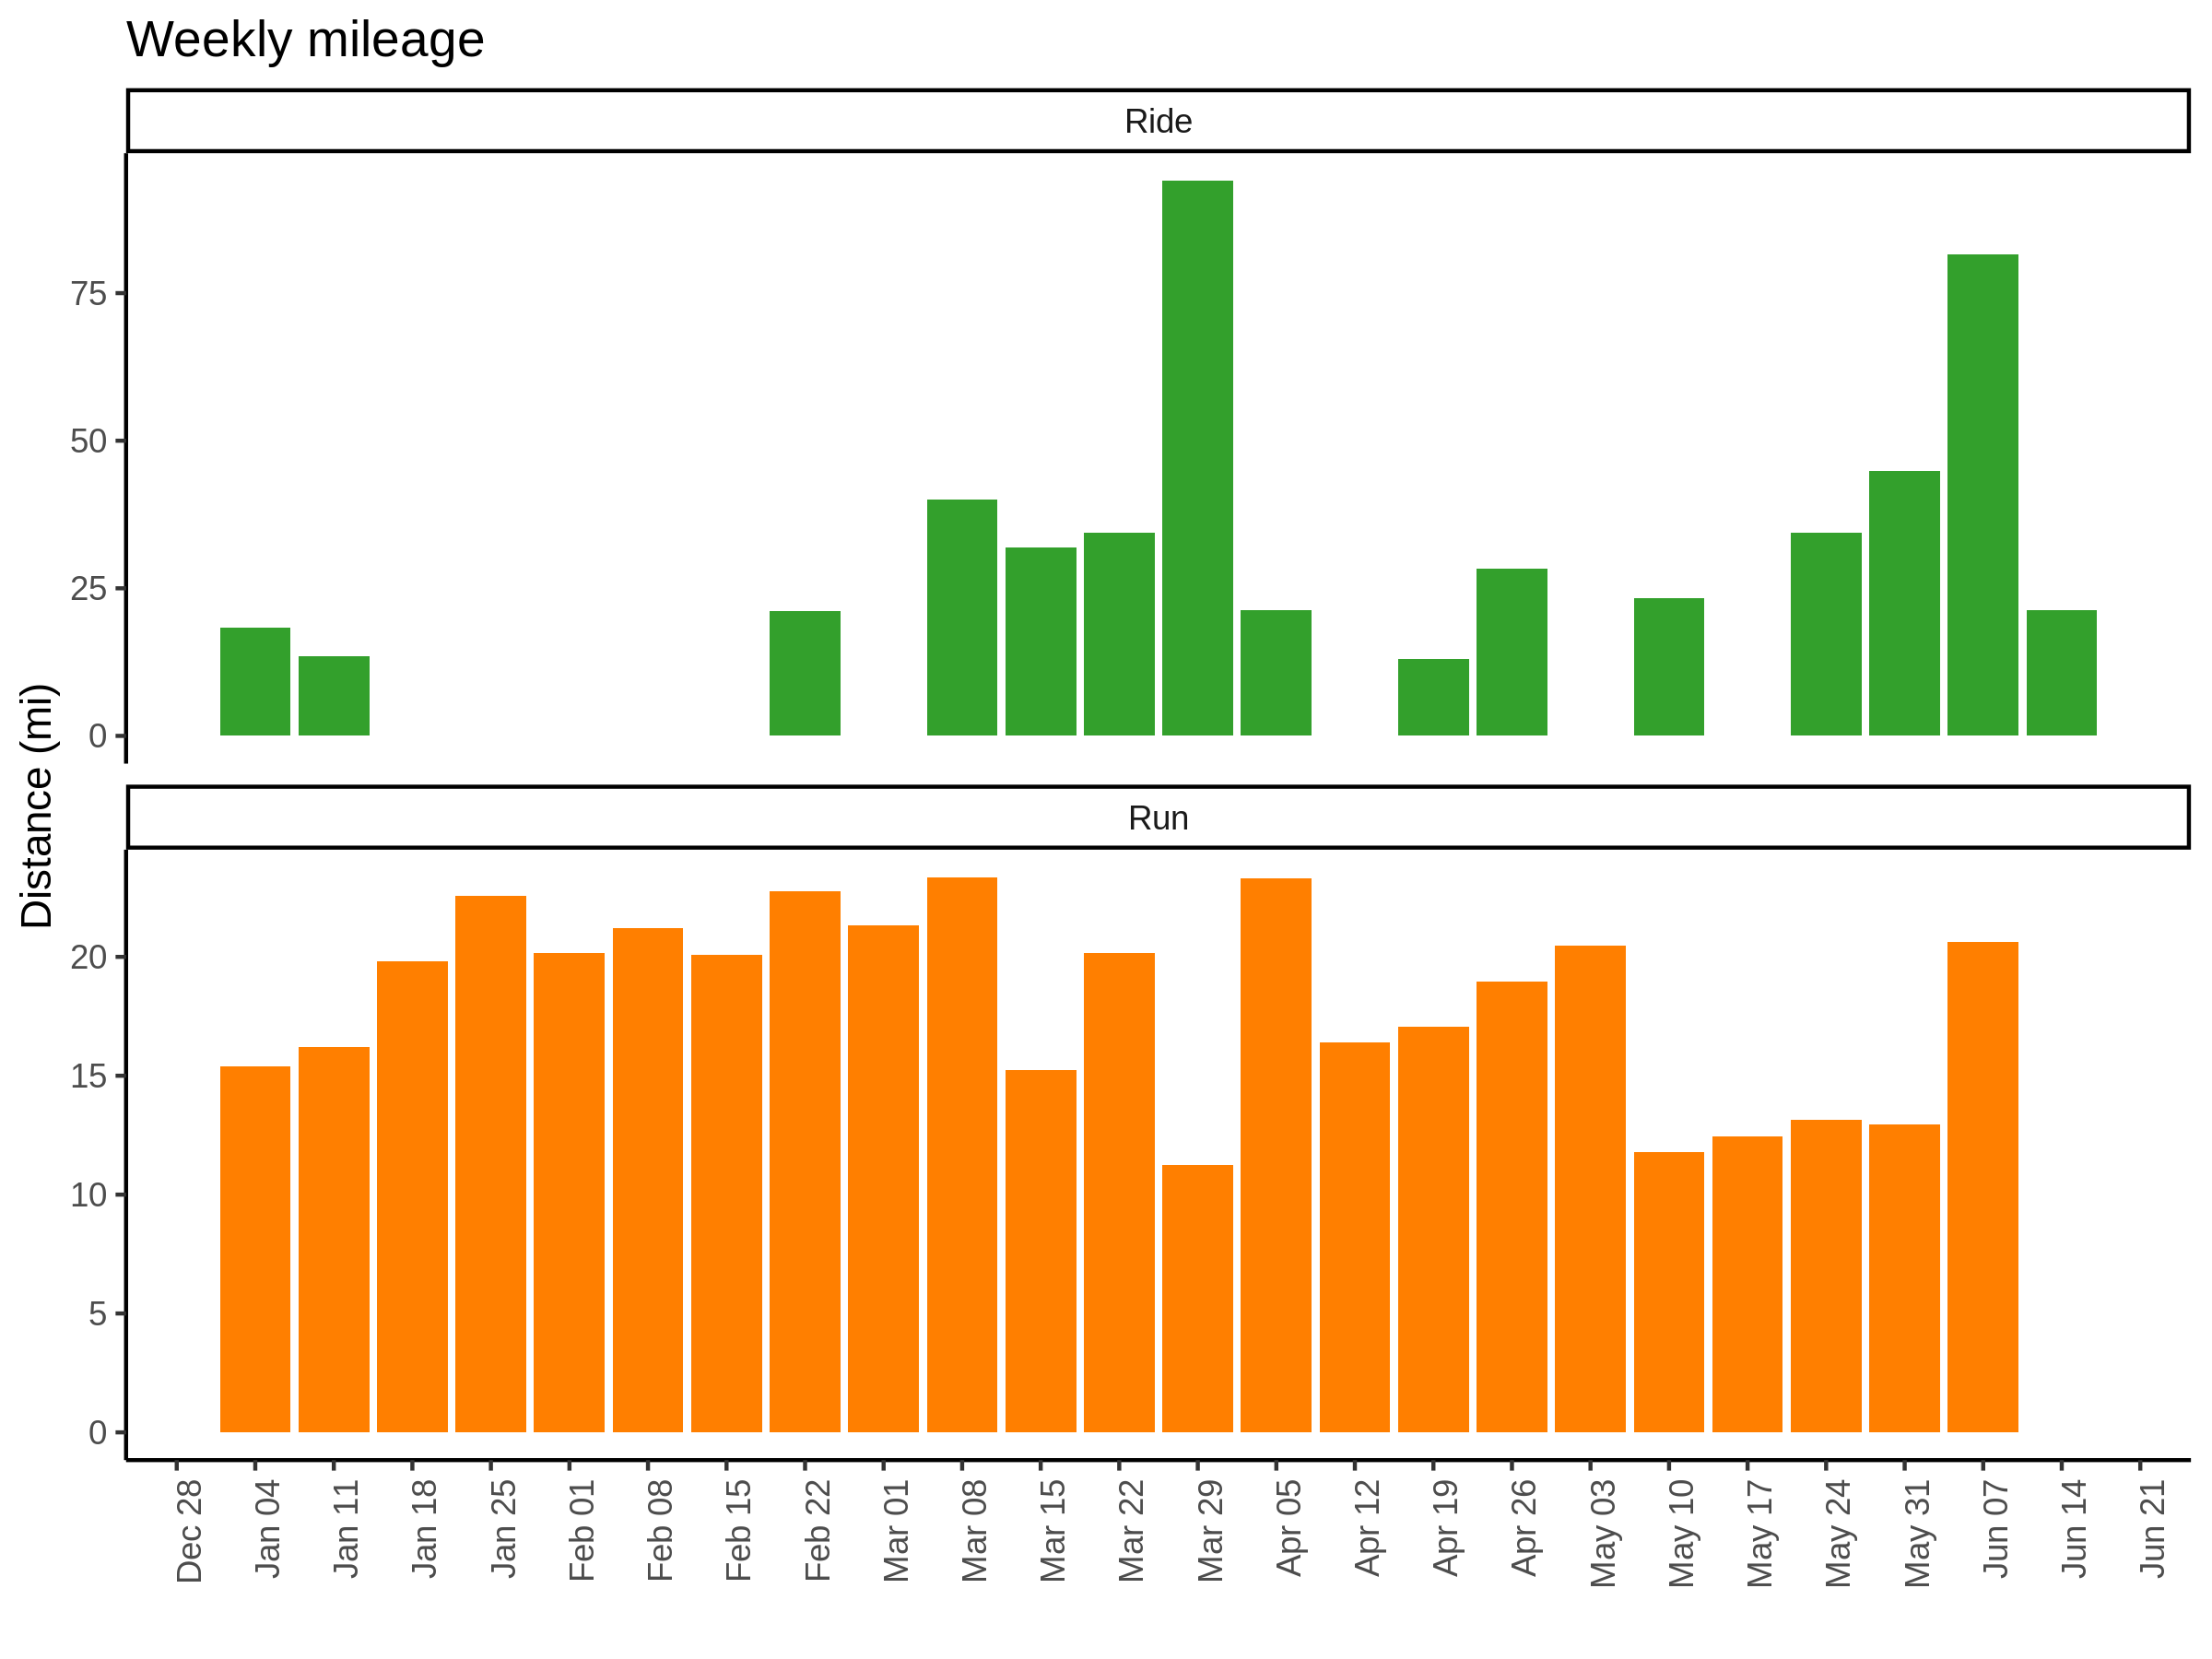 Weekly mileage
Ride
75
50
25
0
Distance (mi)
Run
20
15
10
5
0
Dec 28
Jan 04
Jan 11
Jan 18
Jan 25
Feb 01
Feb 08
Feb 15
Feb 22
Mar 01
Mar 08
Mar 15
Mar 22
Mar 29
Apr 05
Apr 12
Apr 19
Apr 26
May 03
May 10
May 17
May 24
May 31
Jun 07
Jun 14
Jun 21